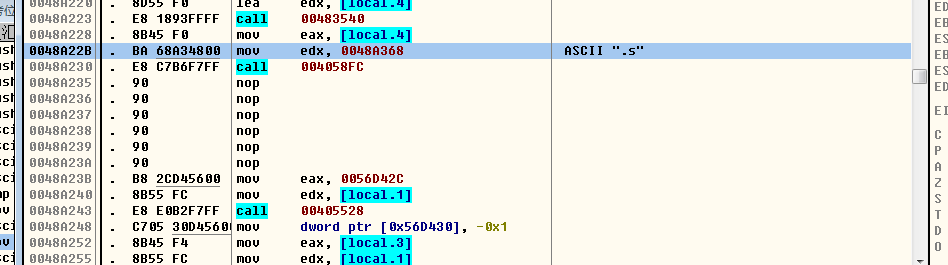 0048A220 . 8D55 F0 lea edx, [local.4]
0048A223 . E8 1893FFFF call 00483540
0048A228 . 8B45 F0 mov eax, [local.4]
0048A22B . BA 68A34800 mov edx, 0048A368 ASCII ".s"
0048A230 . E8 C7B6F7FF call 004058FC
0048A235 . 90 nop
0048A236 . 90 nop
0048A237 . 90 nop
0048A238 . 90 nop
0048A239 . 90 nop
0048A23A . 90 nop
0048A23B . B8 2CD45600 mov eax, 0056D42C
0048A240 . 8B55 FC mov edx, [local.1]
0048A243 . E8 E0B2F7FF call 00405528
0048A248 . C705 30D45600 mov dword ptr [0x56D430], -0x1
0048A252 . 8B45 F4 mov eax, [local.3]
0048A255 . 8B55 FC mov edx, [local.1]